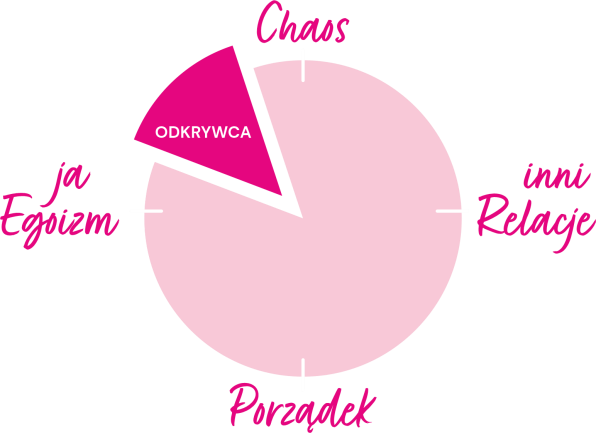 Chaos
ODKRYWCA
ja
Egoizm
inni
Relacje
Porządek